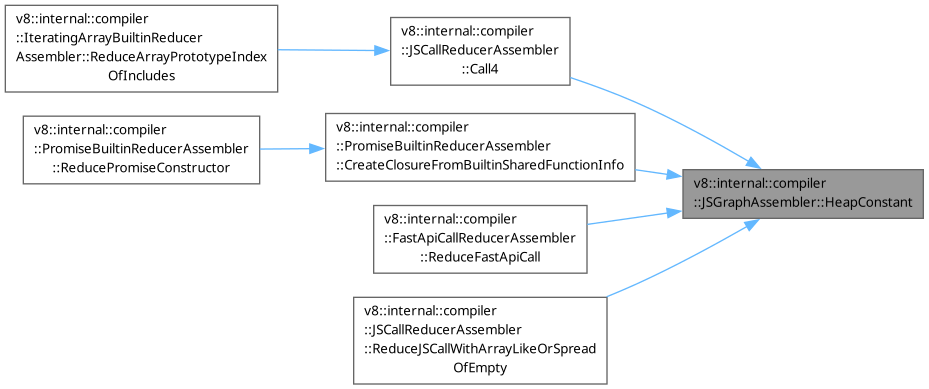 v8::internal::compiler
::IteratingArrayBuiltinReducer
Assembler::ReduceArrayPrototypeIndex
OfIncludes
v8::internal::compiler
::JSCallReducerAssembler
::Call4
v8::internal::compiler
::PromiseBuiltinReducerAssembler
::ReducePromiseConstructor
v8::internal::compiler
::PromiseBuiltinReducerAssembler
::CreateClosureFromBuiltinSharedFunctionInfo
v8::internal::compiler
::JSGraphAssembler::HeapConstant
v8::internal::compiler
::FastApiCallReducerAssembler
::ReduceFastApiCall
v8::internal::compiler
::JSCallReducerAssembler
::ReduceJSCallWithArrayLikeOrSpread
OfEmpty